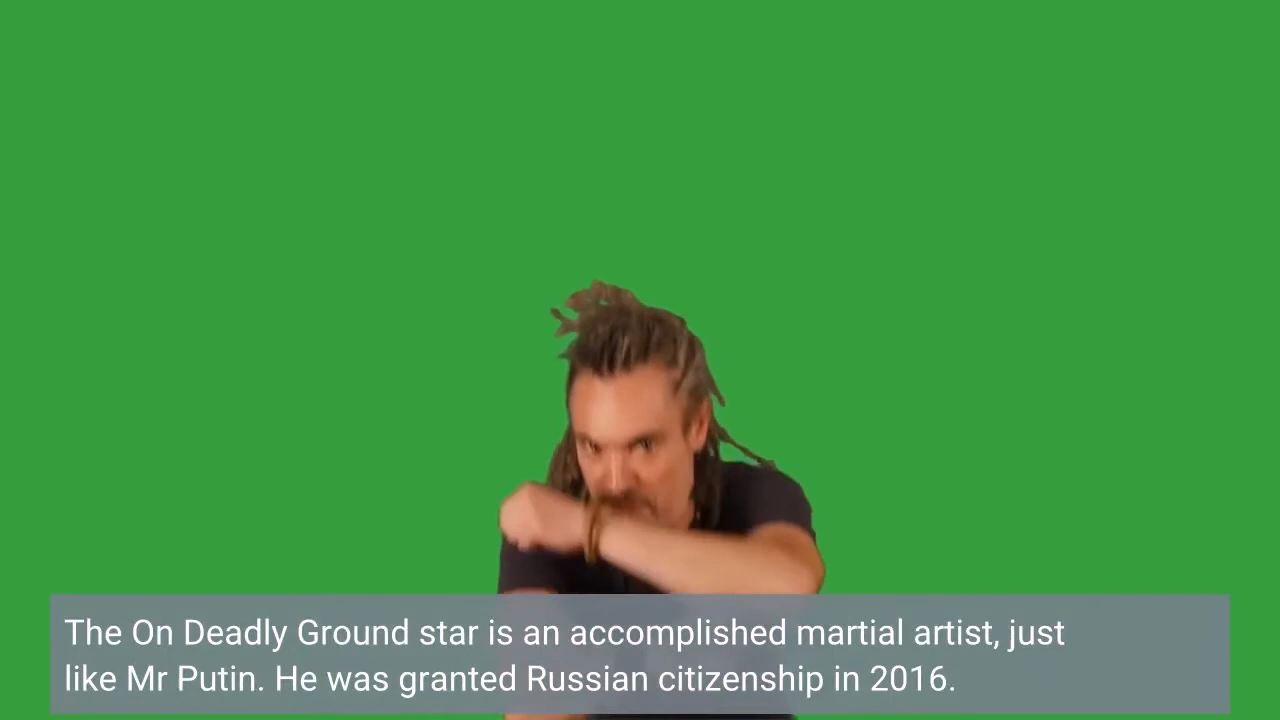 The On Deadly Ground star is an accomplished martial artist, just
like Mr Putin. He was granted Russian citizenship in 2016.